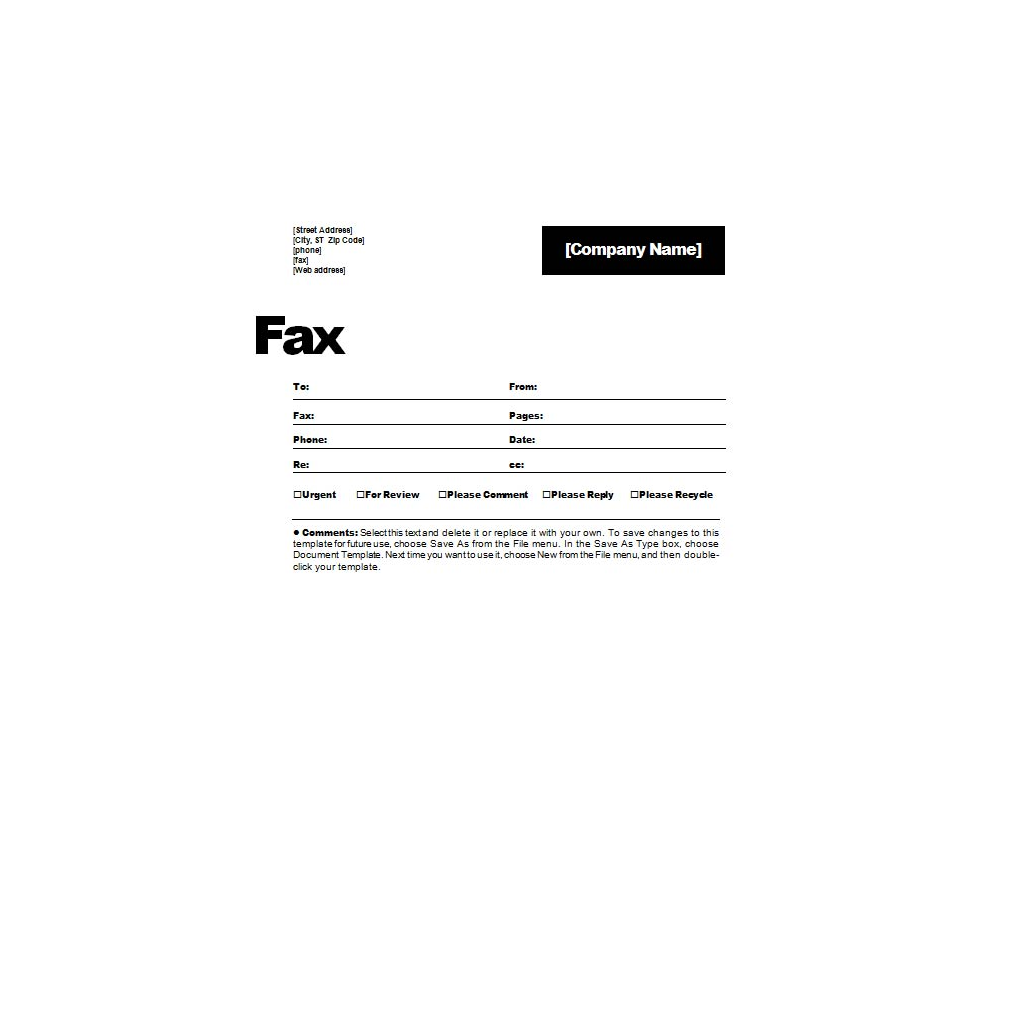 [Street Address]
[City, ST  Zip Code]
[phone]
[fax]
[Web address]
[Company Name]
Fax
To: From:
Fax: Pages:
Phone: Date:
Re: cc:
☐Urgent ☐For Review ☐Please Comment ☐Please Reply ☐Please Recycle
● Comments: Select this text and delete it or replace it with your own. To save changes to this
template for future use, choose Save As from the File menu. In the Save As Type box, choose
Document Template. Next time you want to use it, choose New from the File menu, and then double-
click your template.